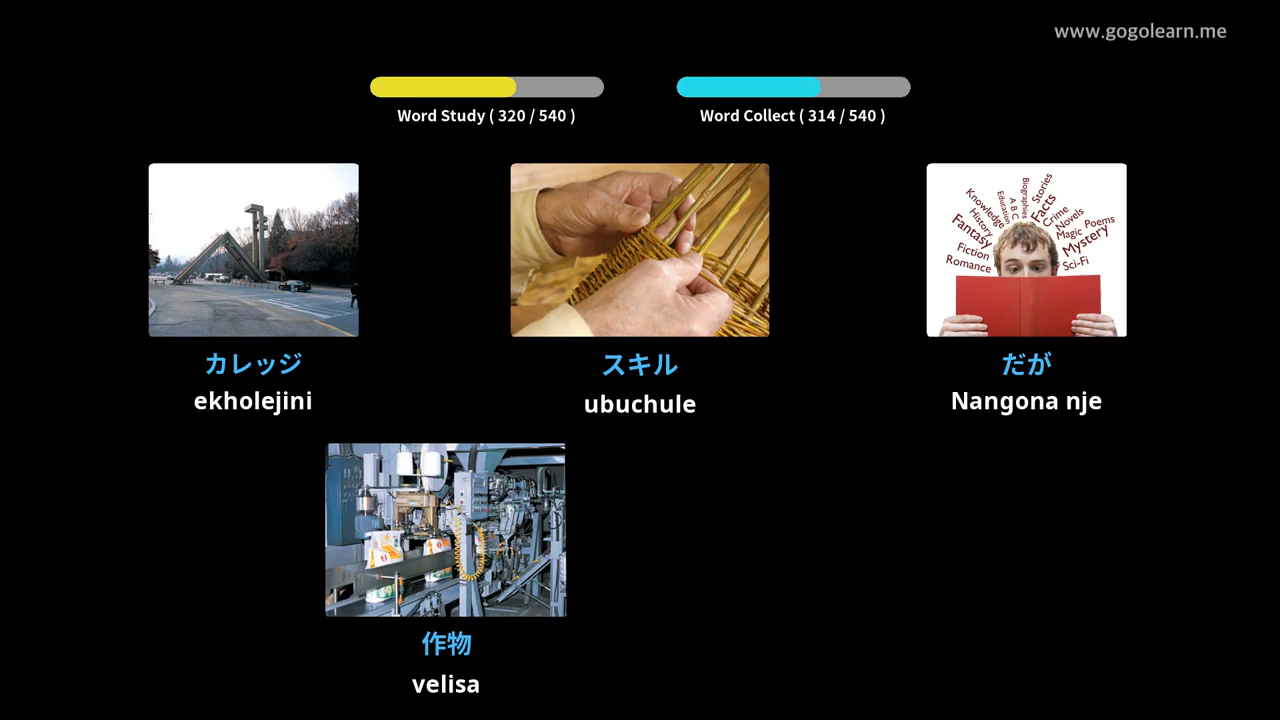 www.gogolearn.me
Word Study ( 320 / 540 )
Word Collect ( 314 / 540 )
Knowledge
History
Fantasy
Fiction
Romance
Education
A B C
Biographies
Stories
Facts
Crime
Novels
Magic
Poems
Mystery
Sci-Fi
カレッジ
ekholejini
スキル
ubuchule
だが
Nangona nje
作物
velisa